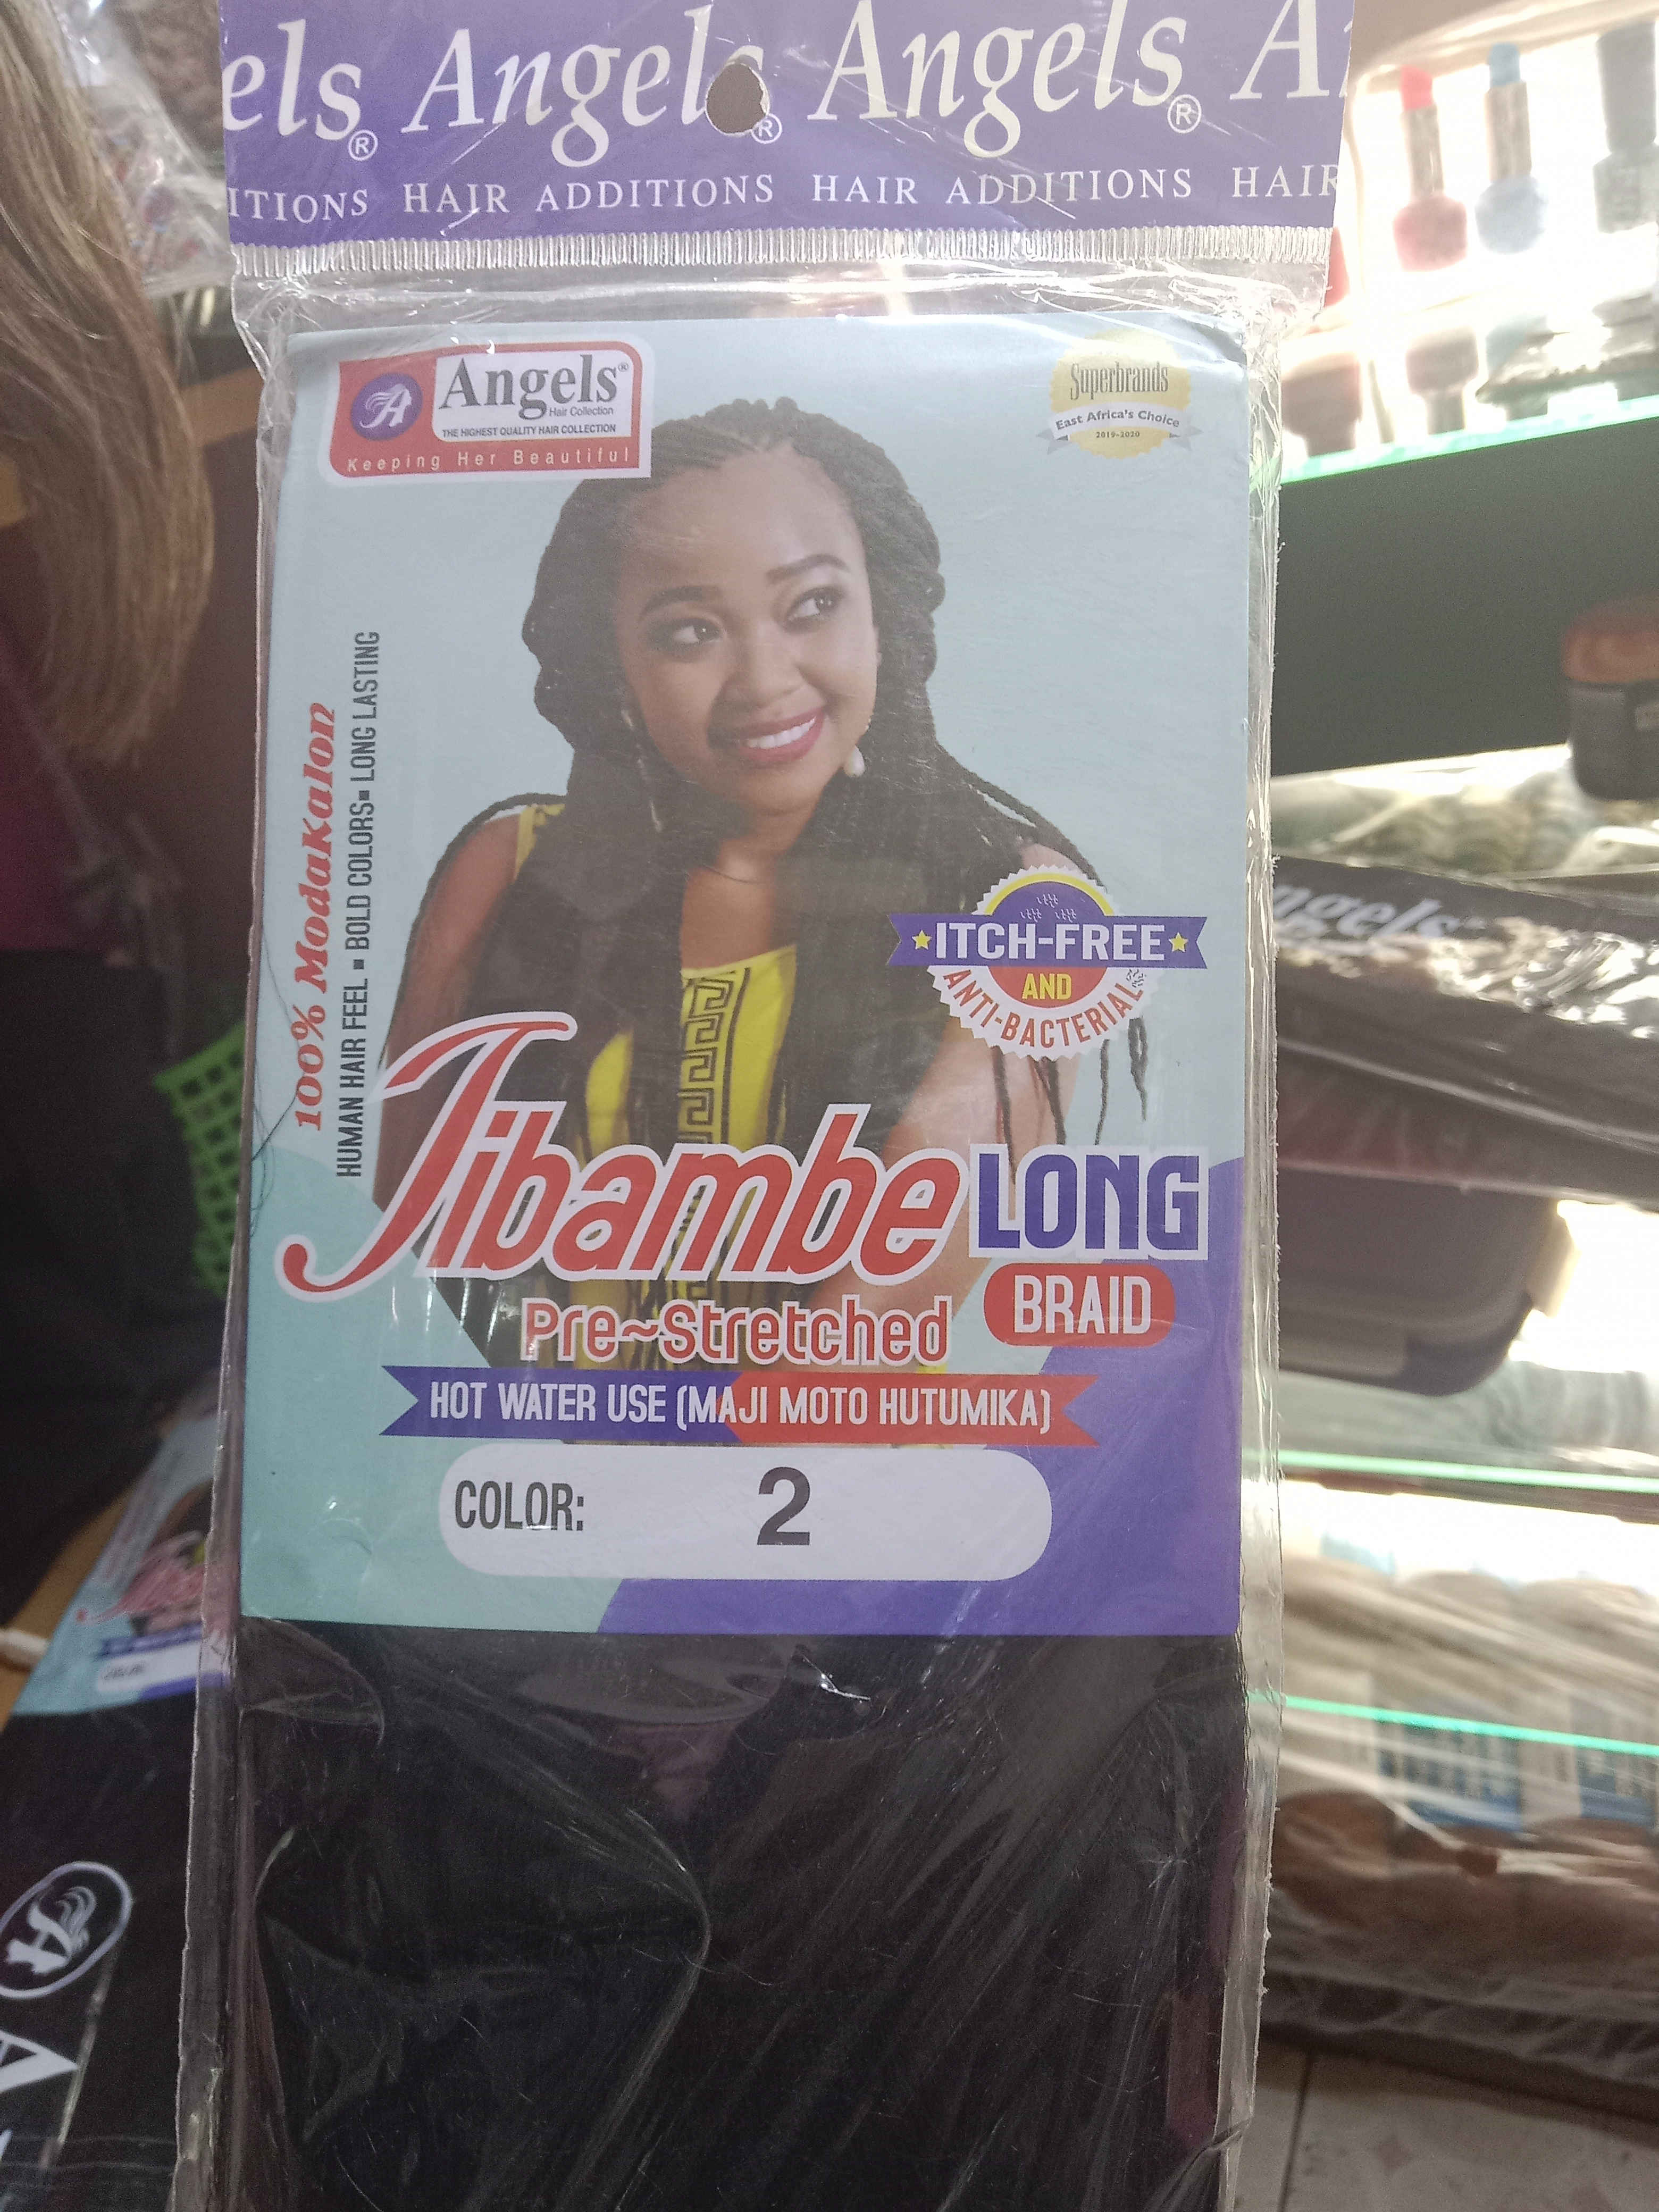 els® Angels® Angels® A
ITIONS HAIR ADDITIONS HAIR ADDITIONS HAIR
Angels®
Hair Collection
THE HIGHEST QUALITY HAIR COLLECTION
Keeping Her Beautiful
Superbrands
East Africa's Choice
2019-2020
100% ModaKalon
HUMAN HAIR FEEL ▪ BOLD COLORS ▪ LONG LASTING
ITCH-FREE
AND
ANTI-BACTERIAL
Jibambe LONG
Pre~Stretched BRAID
HOT WATER USE (MAJI MOTO HUTUMIKA)
COLOR: 2
ngels